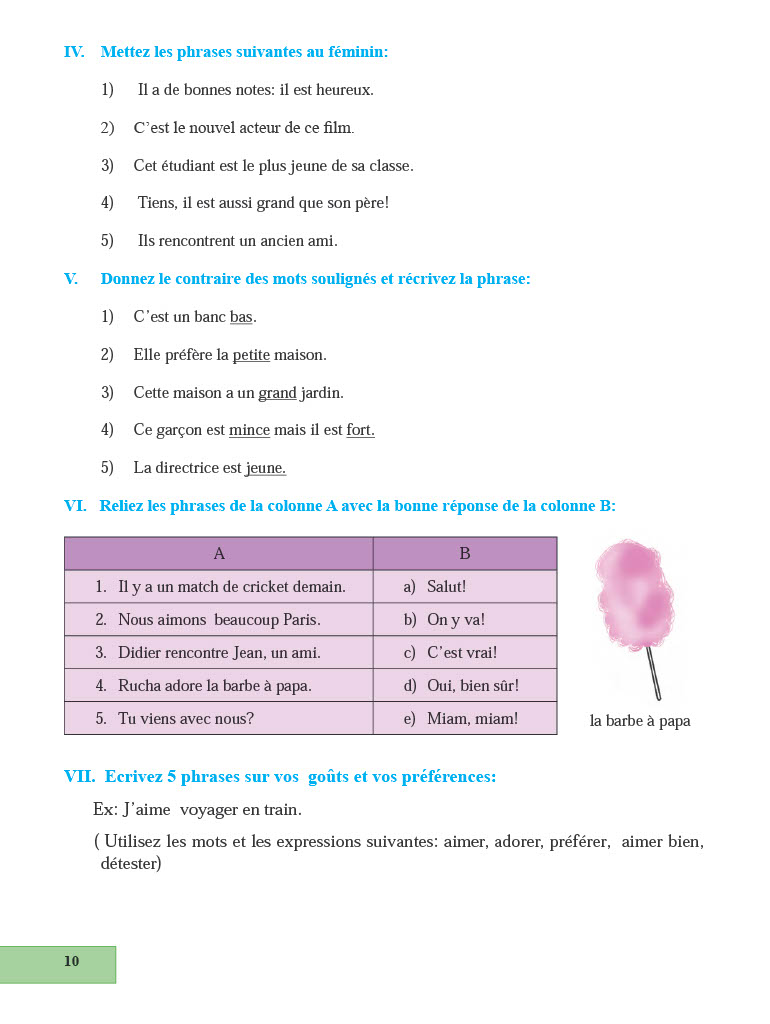 IV. Mettez les phrases suivantes au féminin:
1) Il a de bonnes notes: il est heureux.
2) C'est le nouvel acteur de ce film.
3) Cet étudiant est le plus jeune de sa classe.
4) Tiens, il est aussi grand que son père!
5) Ils rencontrent un ancien ami.
V. Donnez le contraire des mots soulignés et récrivez la phrase:
1) C'est un banc bas.
2) Elle préfère la petite maison.
3) Cette maison a un grand jardin.
4) Ce garçon est mince mais il est fort.
5) La directrice est jeune.
VI. Reliez les phrases de la colonne A avec la bonne réponse de la colonne B:
A B
1. Il y a un match de cricket demain. a) Salut!
2. Nous aimons beaucoup Paris. b) On y va!
3. Didier rencontre Jean, un ami. c) C'est vrai!
4. Rucha adore la barbe à papa. d) Oui, bien sûr!
5. Tu viens avec nous? e) Miam, miam!
la barbe à papa
VII. Ecrivez 5 phrases sur vos goûts et vos préférences:
Ex: J'aime voyager en train.
( Utilisez les mots et les expressions suivantes: aimer, adorer, préférer, aimer bien,
détester)
10